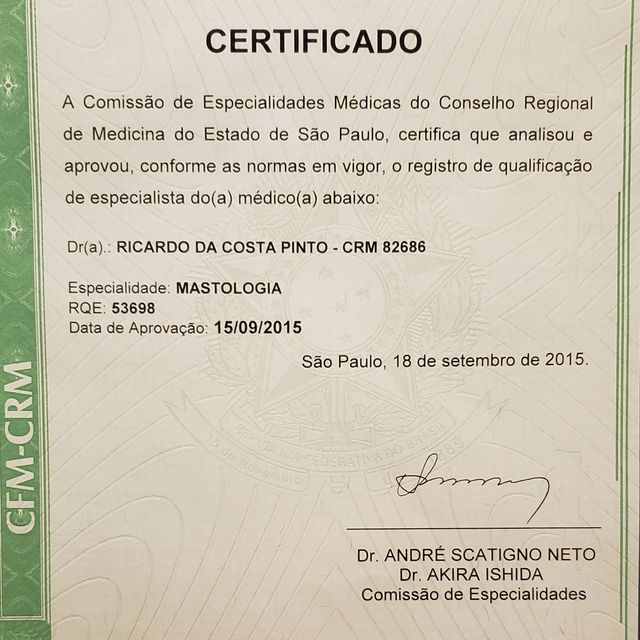 CERTIFICADO
A Comissão de Especialidades Médicas do Conselho Regional
de Medicina do Estado de São Paulo, certifica que analisou e
aprovou, conforme as normas em vigor, o registro de qualificação
de especialista do(a) médico(a) abaixo:
Dr(a).: RICARDO DA COSTA PINTO - CRM 82686
Especialidade: MASTOLOGIA
RQE: 53698
Data de Aprovação: 15/09/2015
São Paulo, 18 de setembro de 2015.
REPÚBLICA FEDERATIVA DO BRASIL
15 de Novembro
Dr. ANDRÉ SCATIGNO NETO
Dr. AKIRA ISHIDA
Comissão de Especialidades
CFM-CRM